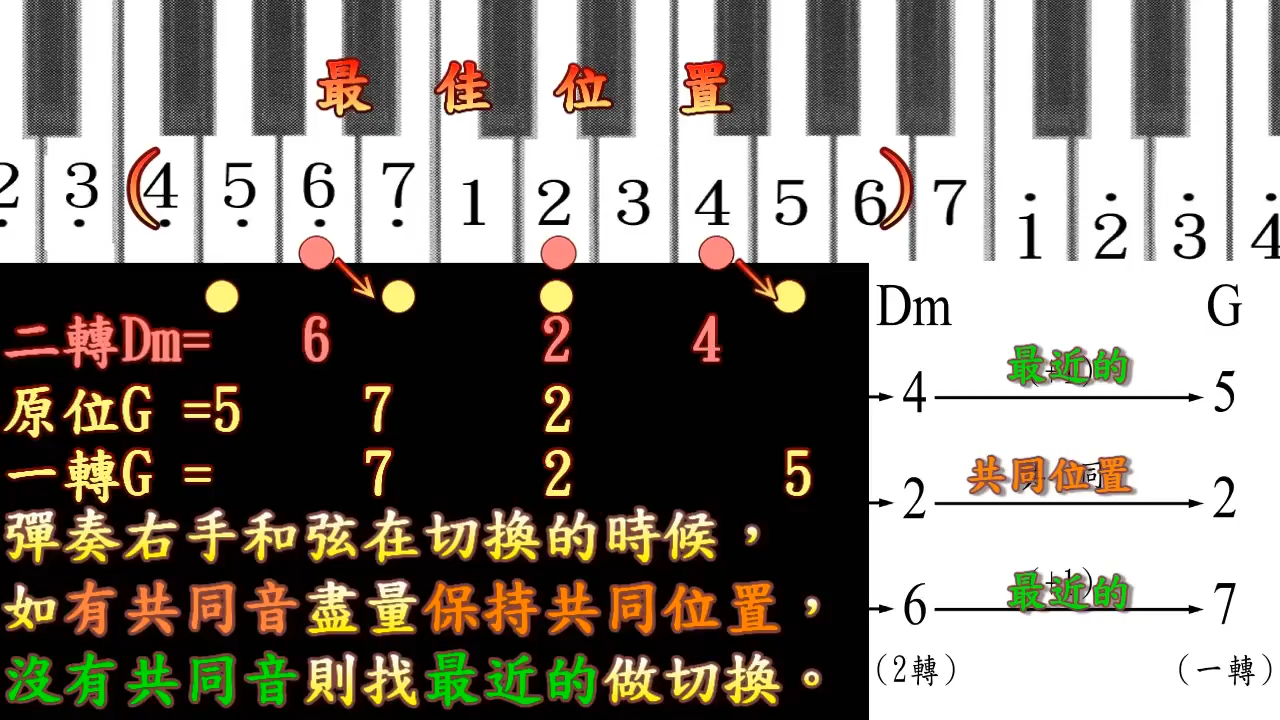 最佳位置
2 3 (4 5 6 7 1 2 3 4 5 6) 7 1 2 3 4
二轉Dm= 6 2 4
原位G =5 7 2
一轉G = 7 2 5
彈奏右手和弦在切換的時候，
如有共同音盡量保持共同位置，
沒有共同音則找最近的做切換。
Dm G
最近的
4 5
共同位置
2 2
最近的
6 7
(2轉) (一轉)